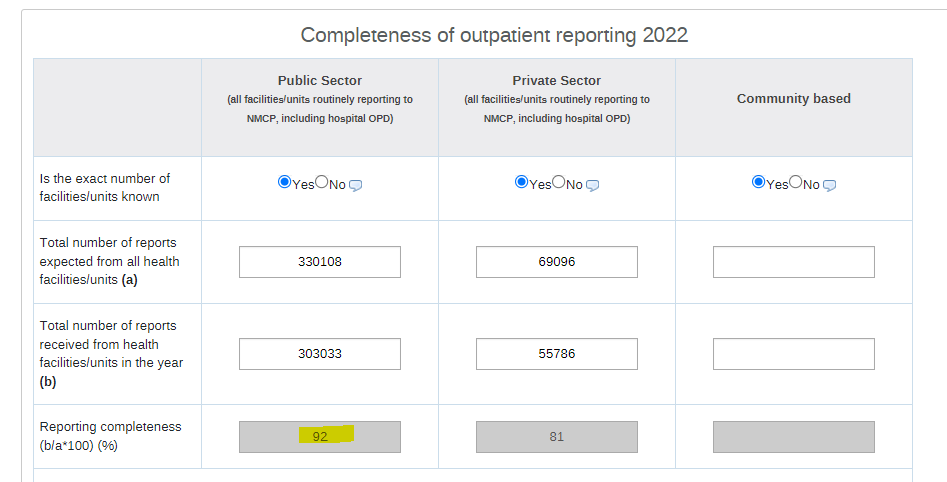 Completeness of outpatient reporting 2022
Public Sector
(all facilities/units routinely reporting to
NMCP, including hospital OPD)
Private Sector
(all facilities/units routinely reporting to
NMCP, including hospital OPD)
Community based
Is the exact number of
facilities/units known
Yes No
Yes No
Yes No
Total number of reports
expected from all health
facilities/units (a)
330108
69096
Total number of reports
received from health
facilities/units in the year
(b)
303033
55786
Reporting completeness
(b/a*100) (%)
92
81